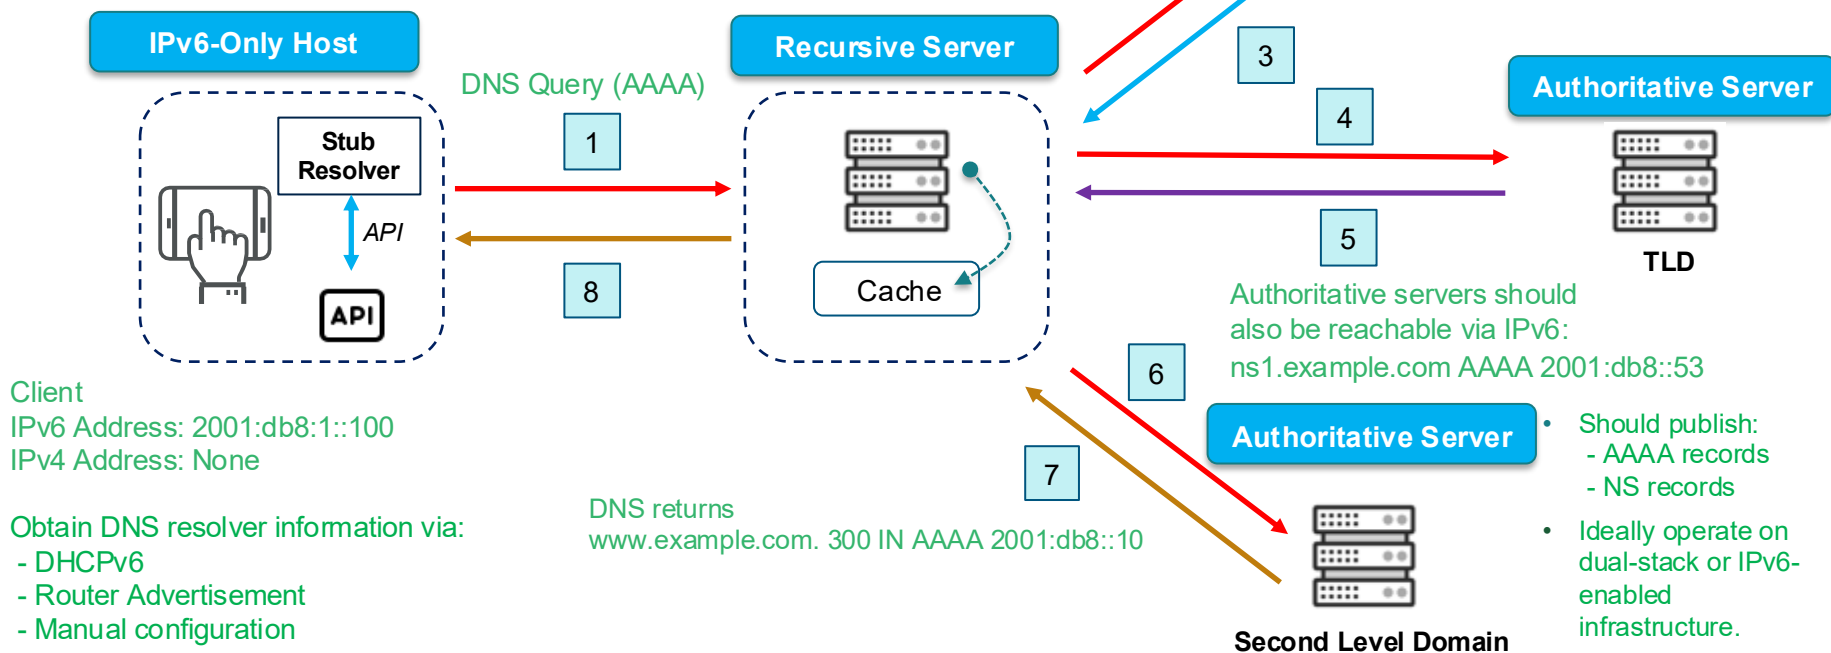 IPv6-Only Host
Recursive Server
3
Authoritative Server
DNS Query (AAAA)
Stub
Resolver
1
4
API
5
TLD
8
Cache
API
Authoritative servers should
also be reachable via IPv6:
ns1.example.com AAAA 2001:db8::53
6
Client
IPv6 Address: 2001:db8:1::100
IPv4 Address: None
Authoritative Server
• Should publish:
- AAAA records
- NS records
7
DNS returns
www.example.com. 300 IN AAAA 2001:db8::10
Obtain DNS resolver information via:
- DHCPv6
- Router Advertisement
- Manual configuration
• Ideally operate on
dual-stack or IPv6-
enabled
infrastructure.
Second Level Domain